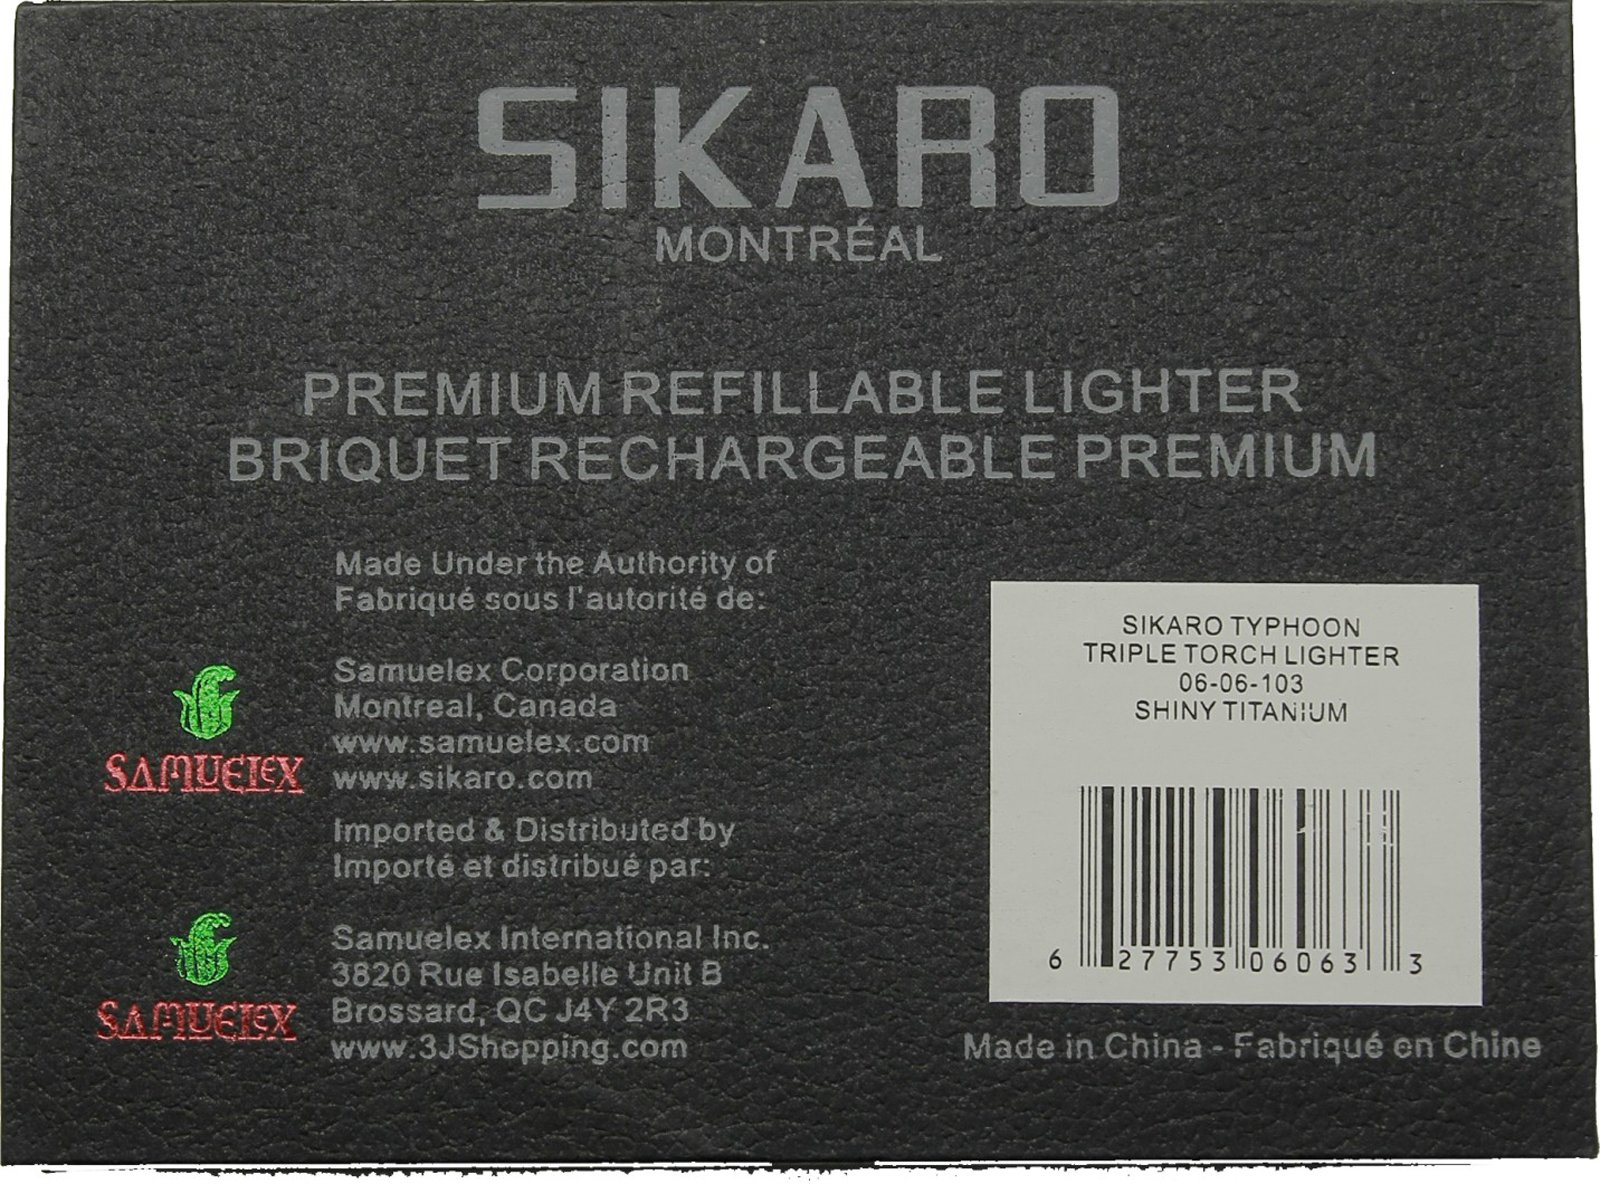 SIKARO
MONTRÉAL
PREMIUM REFILLABLE LIGHTER
BRIQUET RECHARGEABLE PREMIUM
Made Under the Authority of
Fabriqué sous l'autorité de:
SAMUELEX
Samuelex Corporation
Montreal, Canada
www.samuelex.com
www.sikaro.com
Imported & Distributed by
Importé et distribué par:
SAMUELEX
Samuelex International Inc.
3820 Rue Isabelle Unit B
Brossard, QC J4Y 2R3
www.3JShopping.com
SIKARO TYPHOON
TRIPLE TORCH LIGHTER
06-06-103
SHINY TITANIUM
6 27753 06063 3
Made in China - Fabriqué en Chine